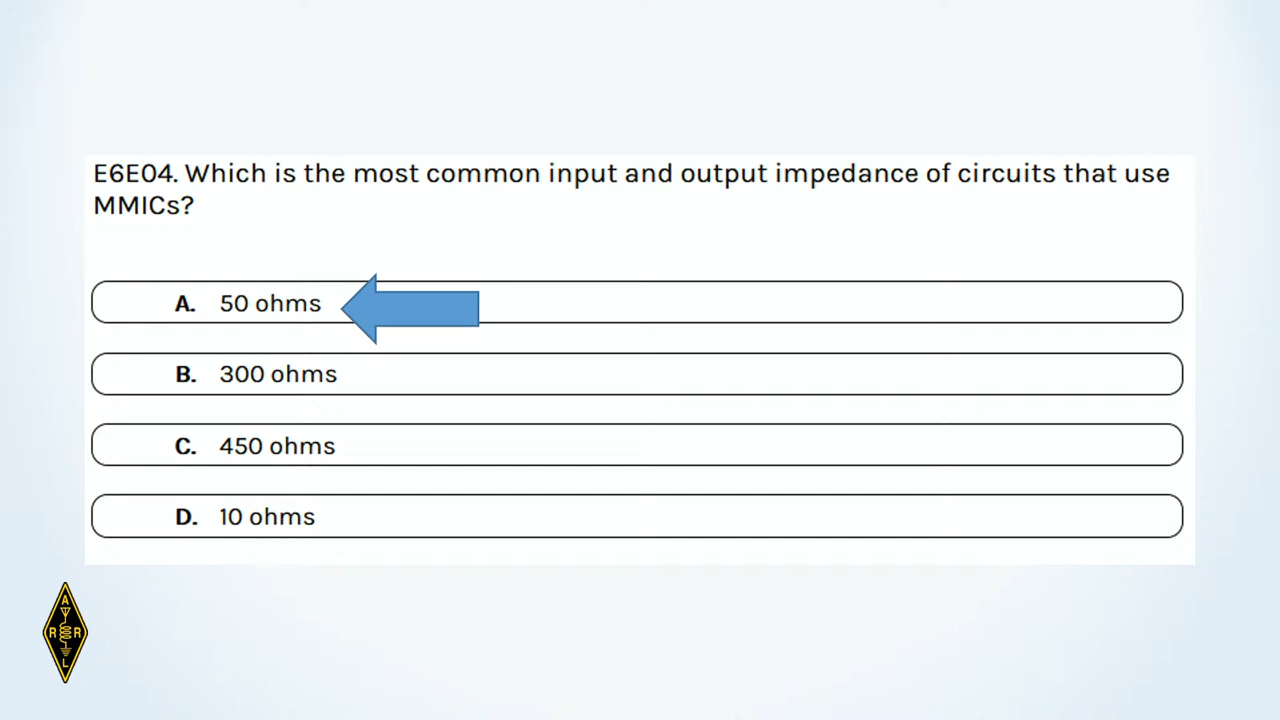 E6E04. Which is the most common input and output impedance of circuits that use
MMICs?
A. 50 ohms
B. 300 ohms
C. 450 ohms
D. 10 ohms
A
R R
L